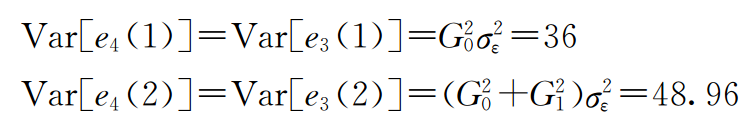 Var[e₄(1)]=Var[e₃(1)]=G₀²σ_ε²=36
Var[e₄(2)]=Var[e₃(2)]=(G₀²+G₁²)σ_ε²=48.96